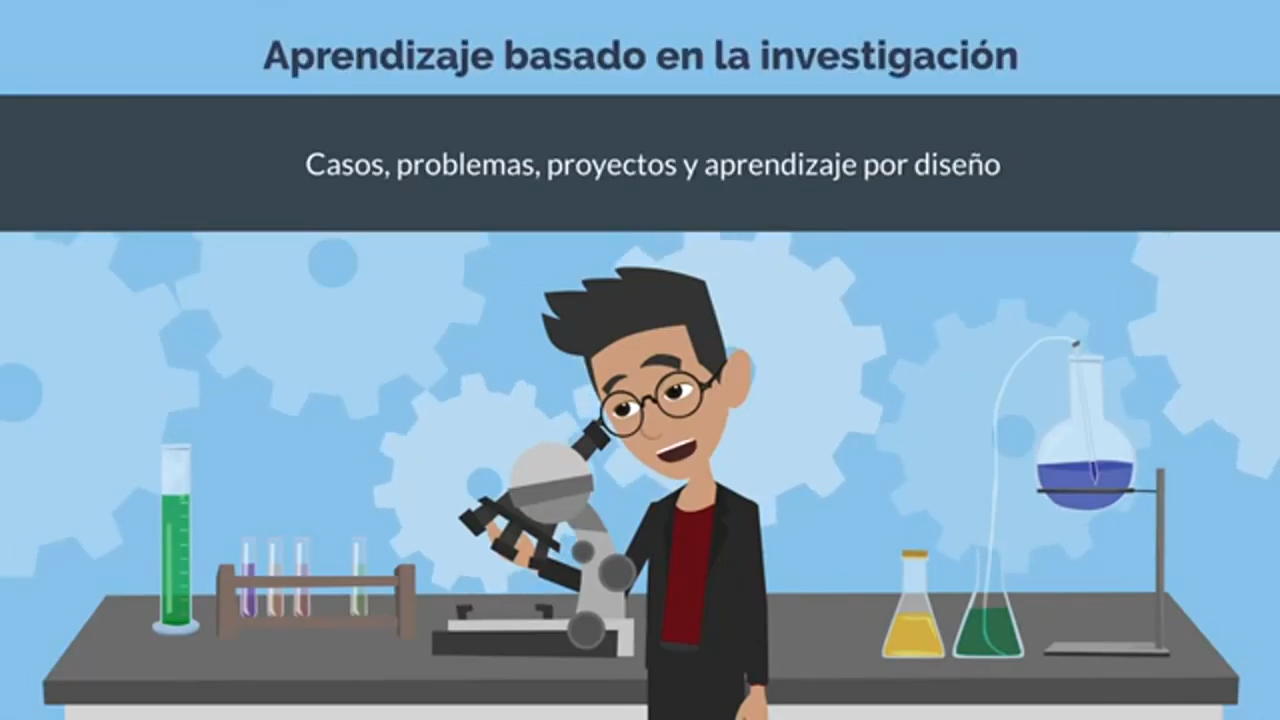 Aprendizaje basado en la investigación
Casos, problemas, proyectos y aprendizaje por diseño